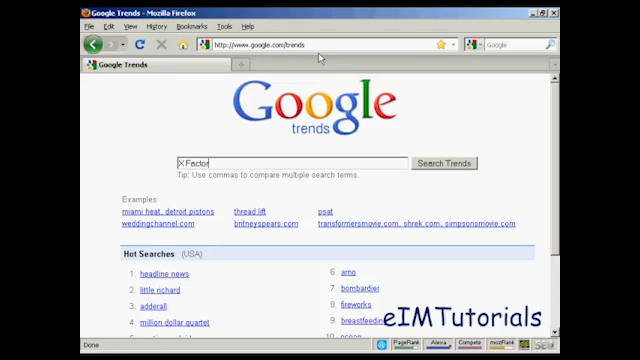 Google Trends - Mozilla Firefox
File Edit View History Bookmarks Tools Help
http://www.google.com/trends
Google
Google Trends
Google
trends
X Factor
Search Trends
Tip: Use commas to compare multiple search terms.
Examples
miami heat, detroit pistons thread lift psat
weddingchannel.com britneyspears.com transformersmovie.com, shrek.com, simpsonsmovie.com
Hot Searches (USA)
1. headline news
2. little richard
3. adderall
4. million dollar quartet
6. arno
7. bombardier
8. fireworks
9. breastfeeding
10.
eIMTutorials
Done
PageRank Alexa Compete mozRank